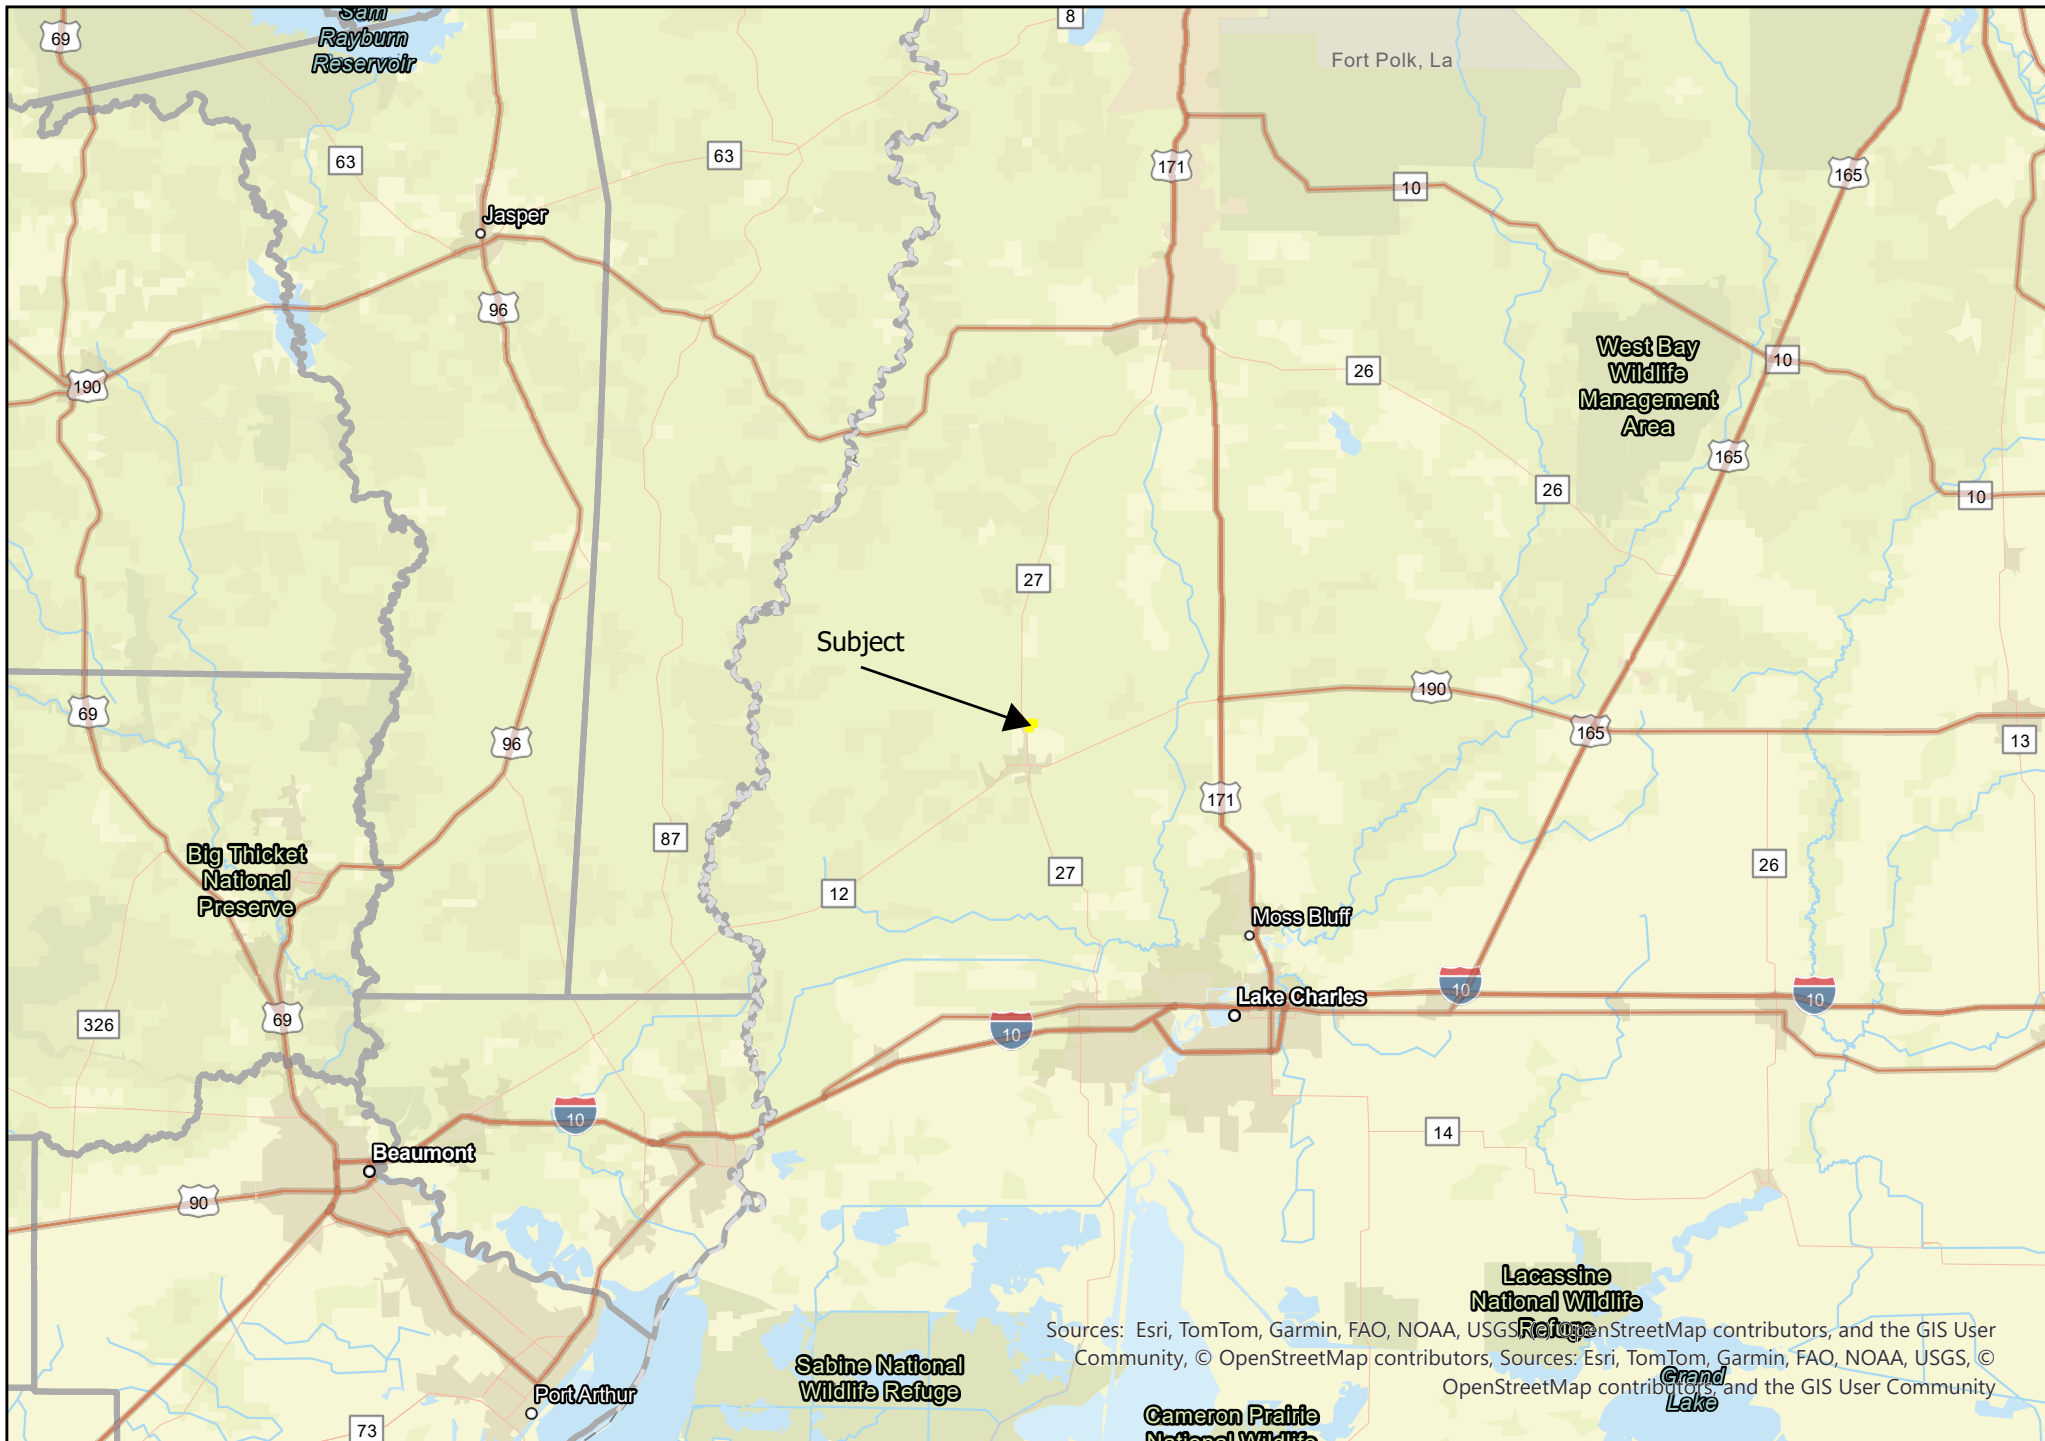 Sam
Rayburn
Reservoir
8
69
Fort Polk, La
63
63
171
165
10
Jasper
96
190
26
West Bay
Wildlife
Management
Area
10
165
26
10
27
Subject
190
69
96
165
13
171
87
Big Thicket
National
Preserve
12
27
26
Moss Bluff
Lake Charles
10
10
10
326
69
10
14
Beaumont
90
Lacassine
National Wildlife
Refuge
Sources: Esri, TomTom, Garmin, FAO, NOAA, USGS, (c) OpenStreetMap contributors, and the GIS User
Community, © OpenStreetMap contributors, Sources: Esri, TomTom, Garmin, FAO, NOAA, USGS, ©
OpenStreetMap contributors, and the GIS User Community
Sabine National
Wildlife Refuge
Grand
Lake
Port Arthur
73
Cameron Prairie
National Wildlife